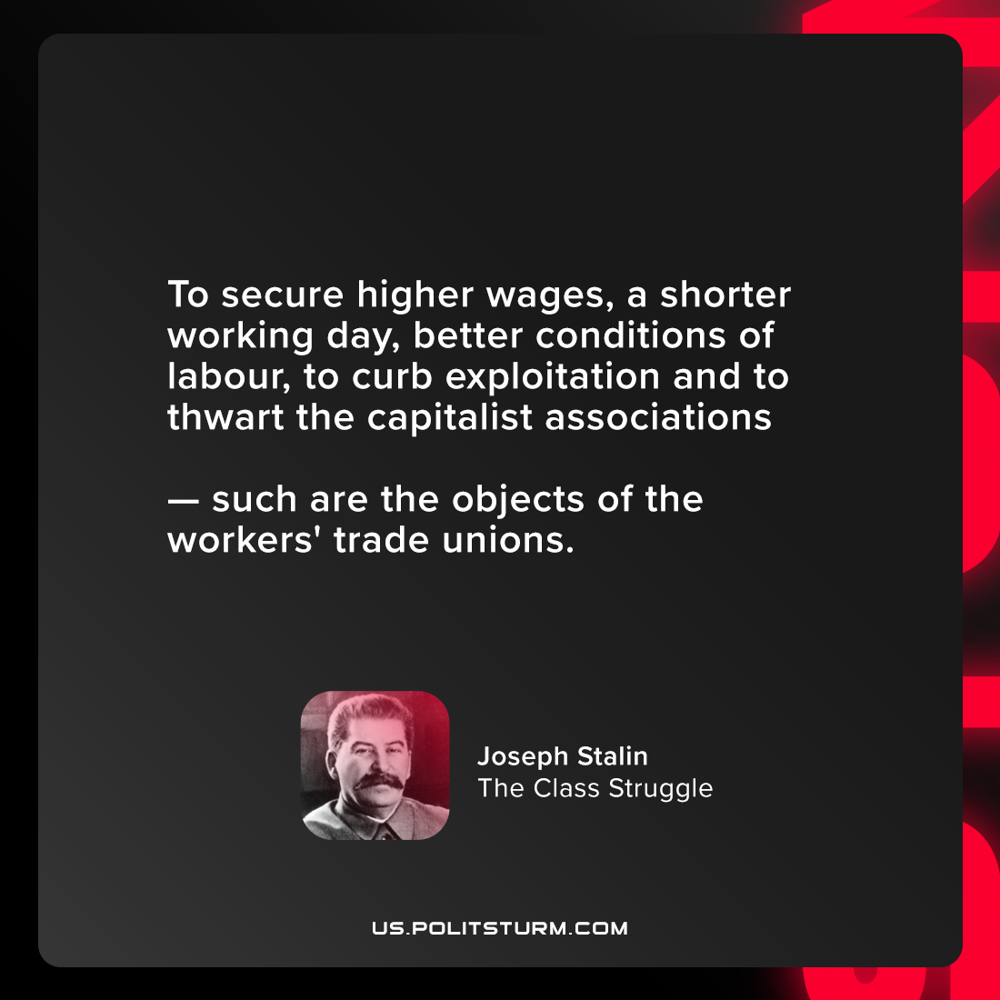 To secure higher wages, a shorter
working day, better conditions of
labour, to curb exploitation and to
thwart the capitalist associations
— such are the objects of the
workers' trade unions.
Joseph Stalin
The Class Struggle
US.POLITSTURM.COM